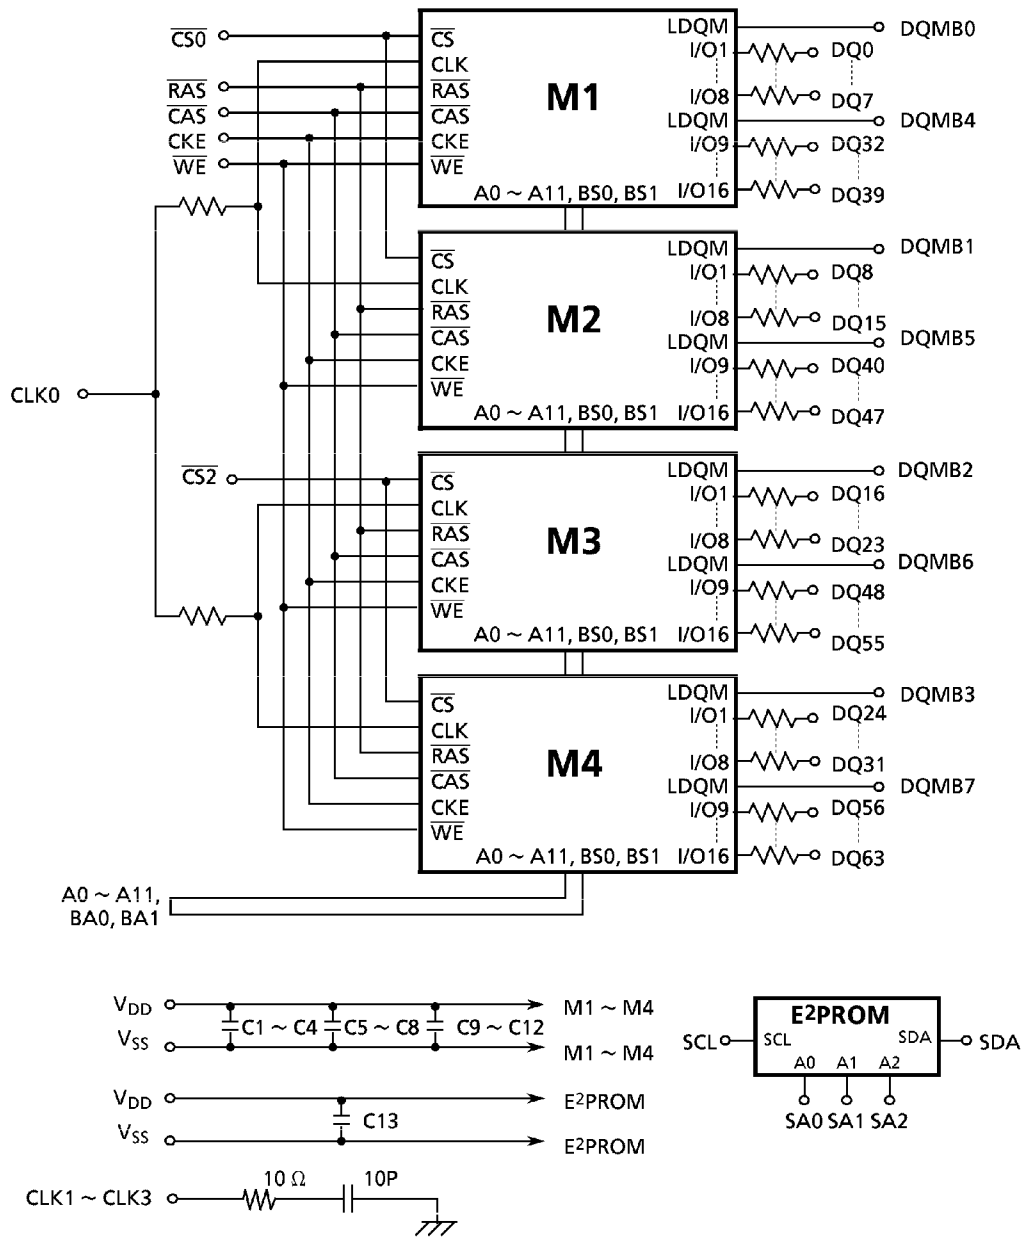 CS0
RAS
CAS
CKE
WE
CS
CLK
RAS
CAS
CKE
WE
M1
A0 ~ A11, BS0, BS1
LDQM
I/O1
I/O8
LDQM
I/O9
I/O16
DQMB0
DQ0
DQ7
DQMB4
DQ32
DQ39
CS
CLK
RAS
CAS
CKE
WE
M2
A0 ~ A11, BS0, BS1
LDQM
I/O1
I/O8
LDQM
I/O9
I/O16
DQMB1
DQ8
DQ15
DQMB5
DQ40
DQ47
CLK0
CS2
CS
CLK
RAS
CAS
CKE
WE
M3
A0 ~ A11, BS0, BS1
LDQM
I/O1
I/O8
LDQM
I/O9
I/O16
DQMB2
DQ16
DQ23
DQMB6
DQ48
DQ55
CS
CLK
RAS
CAS
CKE
WE
M4
A0 ~ A11, BS0, BS1
LDQM
I/O1
I/O8
LDQM
I/O9
I/O16
DQMB3
DQ24
DQ31
DQMB7
DQ56
DQ63
A0 ~ A11,
BA0, BA1
VDD
VSS
C1 ~ C4
C5 ~ C8
C9 ~ C12
M1 ~ M4
M1 ~ M4
VDD
VSS
C13
E2PROM
E2PROM
CLK1 ~ CLK3
10 Ω
10P
E2PROM
SCL
SCL
SDA
SDA
A0
A1
A2
SA0 SA1 SA2